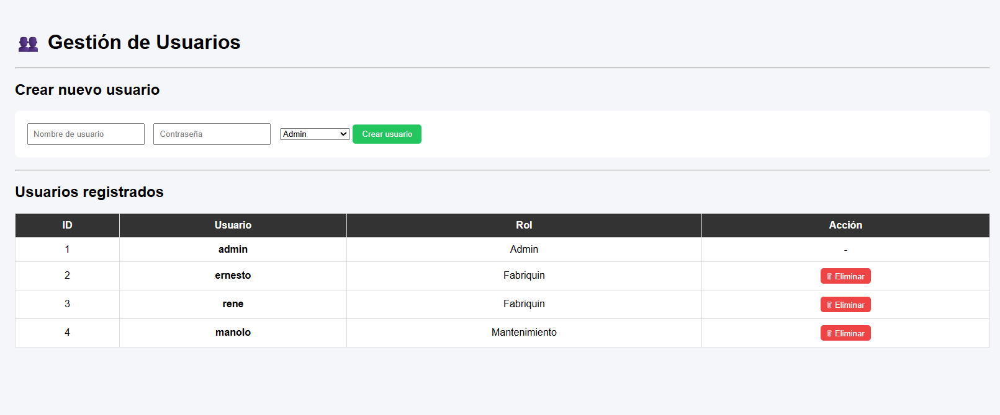 Gestión de Usuarios
Crear nuevo usuario
Nombre de usuario Contraseña Admin Crear usuario
Usuarios registrados
ID Usuario Rol Acción
1 admin Admin -
2 ernesto Fabriquin Eliminar
3 rene Fabriquin Eliminar
4 manolo Mantenimiento Eliminar